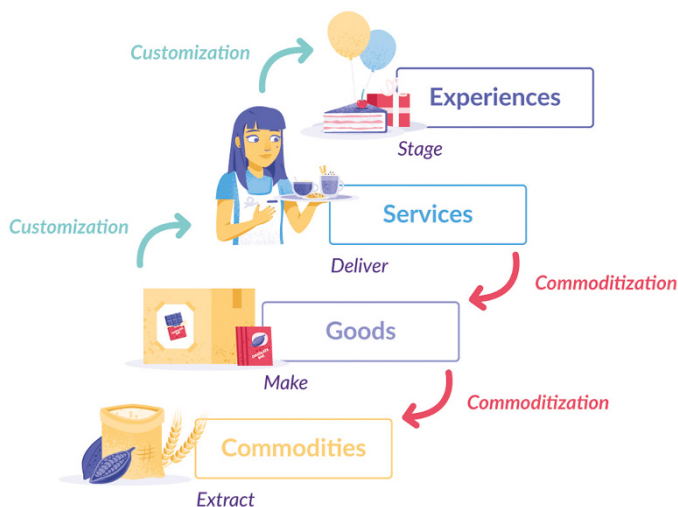 Customization
Experiences
Stage
Services
Customization
Deliver
Commoditization
Goods
Make
Commoditization
Commodities
Extract